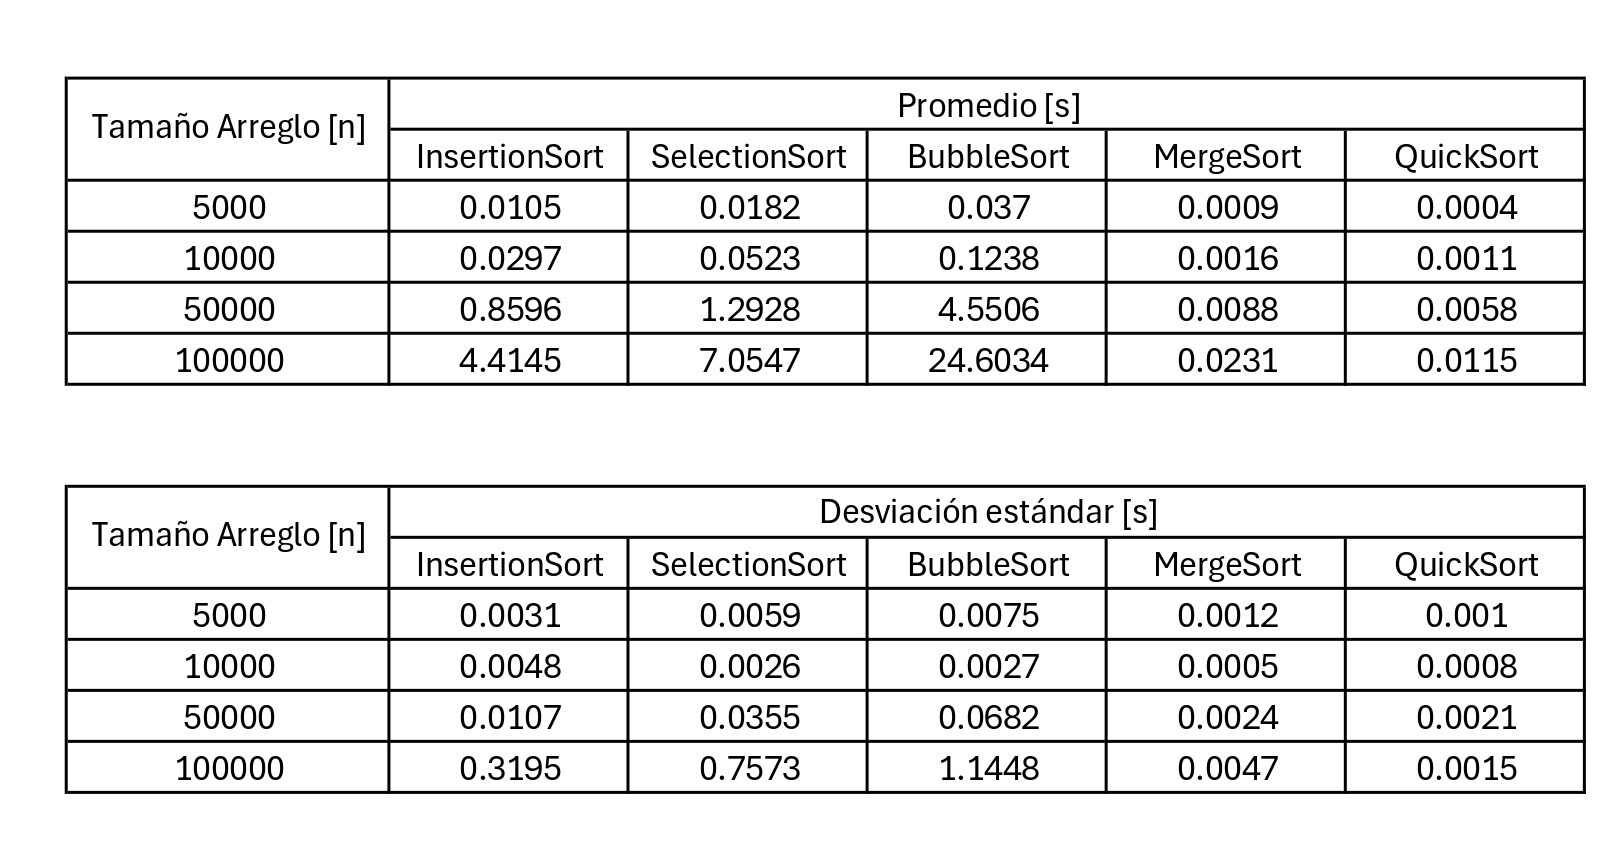 Tamaño Arreglo [n] Promedio [s]
InsertionSort SelectionSort BubbleSort MergeSort QuickSort
5000 0.0105 0.0182 0.037 0.0009 0.0004
10000 0.0297 0.0523 0.1238 0.0016 0.0011
50000 0.8596 1.2928 4.5506 0.0088 0.0058
100000 4.4145 7.0547 24.6034 0.0231 0.0115
Tamaño Arreglo [n] Desviación estándar [s]
InsertionSort SelectionSort BubbleSort MergeSort QuickSort
5000 0.0031 0.0059 0.0075 0.0012 0.001
10000 0.0048 0.0026 0.0027 0.0005 0.0008
50000 0.0107 0.0355 0.0682 0.0024 0.0021
100000 0.3195 0.7573 1.1448 0.0047 0.0015